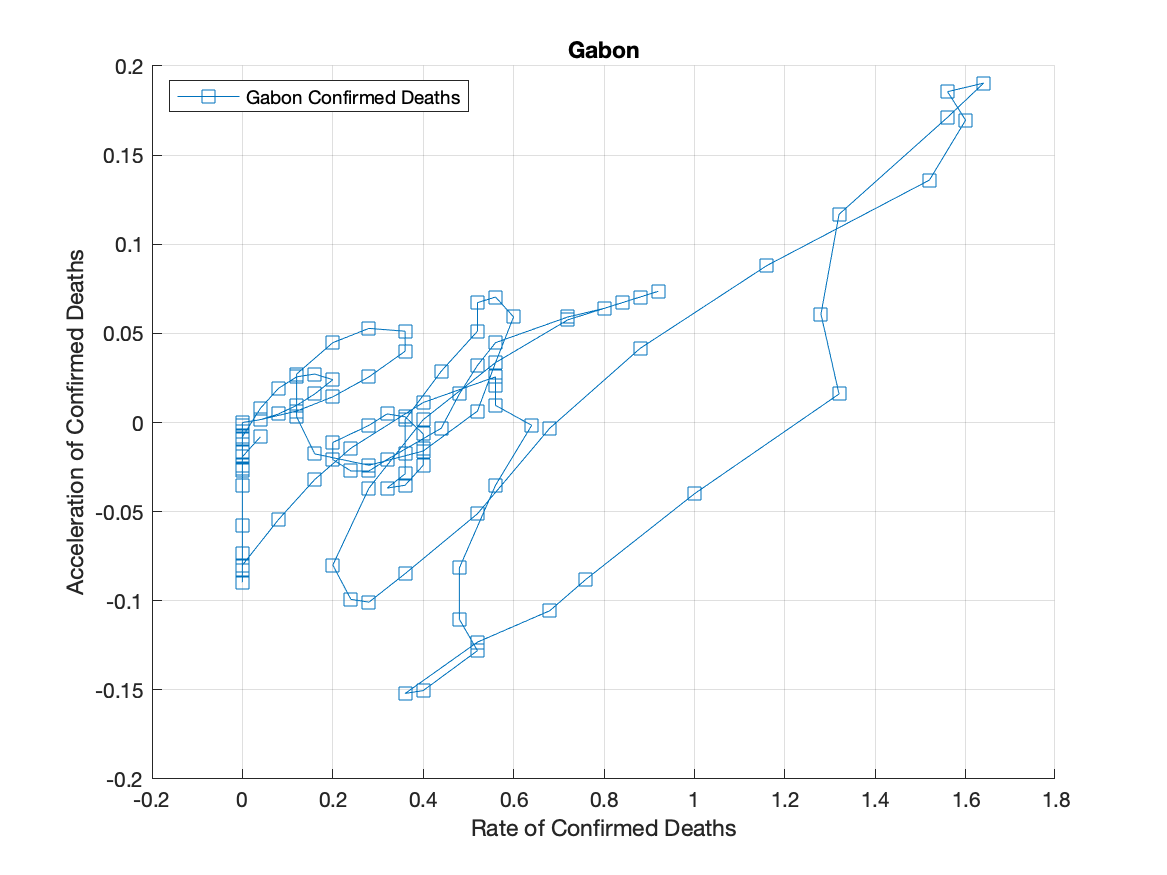 Gabon
Gabon Confirmed Deaths
0.2
0.15
0.1
0.05
0
-0.05
-0.1
-0.15
-0.2
Acceleration of Confirmed Deaths
-0.2 0 0.2 0.4 0.6 0.8 1 1.2 1.4 1.6 1.8
Rate of Confirmed Deaths